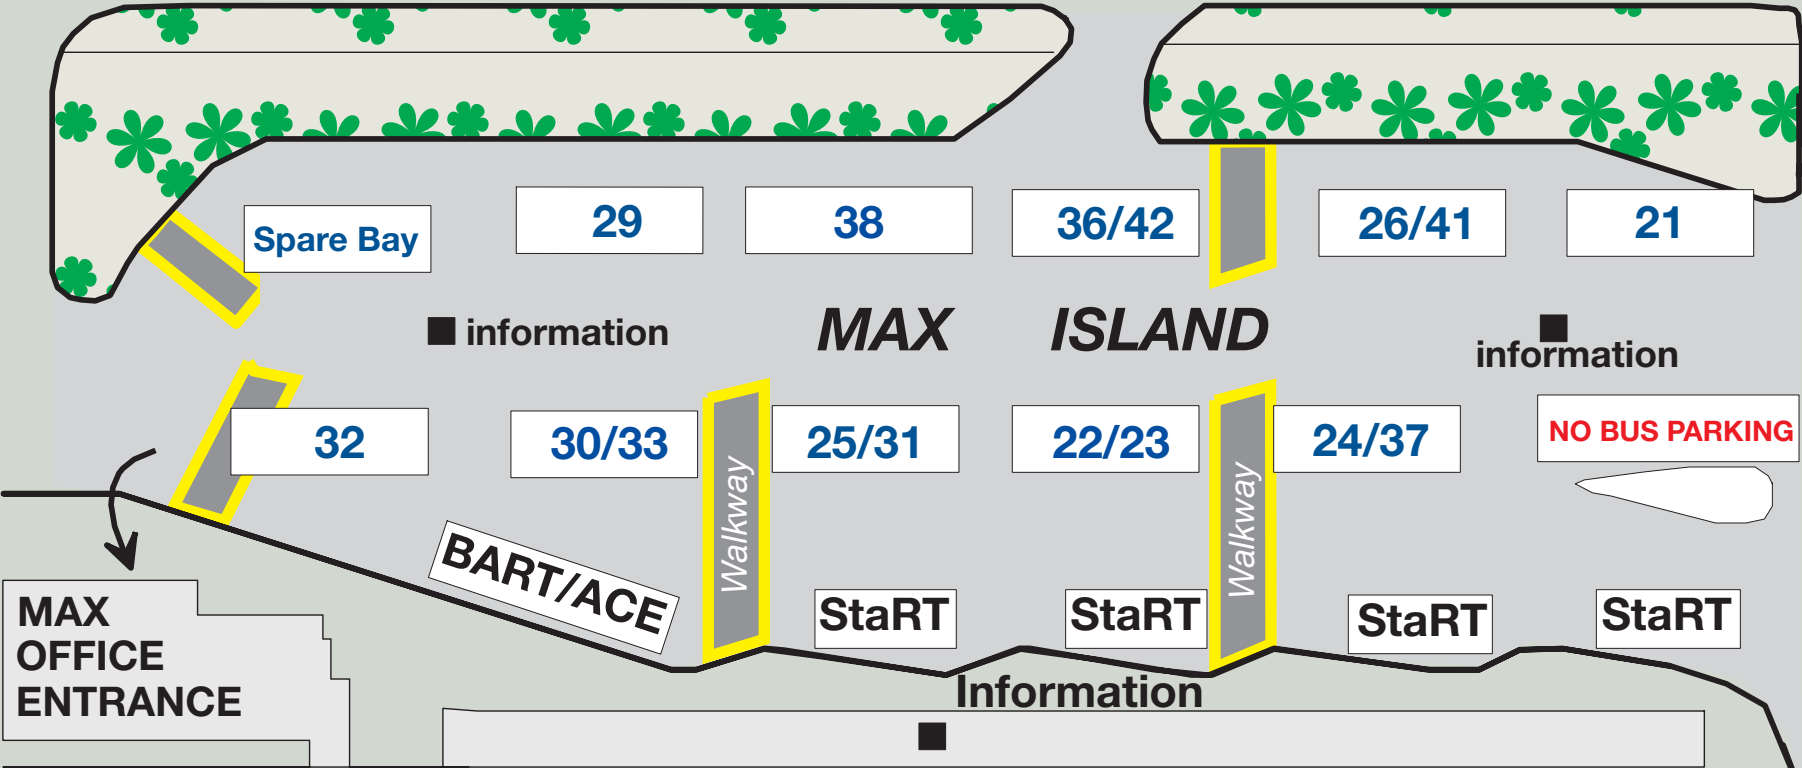 Spare Bay
29
38
36/42
26/41
21
information
MAX ISLAND
information
32
30/33
25/31
22/23
24/37
NO BUS PARKING
Walkway
Walkway
BART/ACE
StaRT
StaRT
StaRT
StaRT
MAX
OFFICE
ENTRANCE
Information